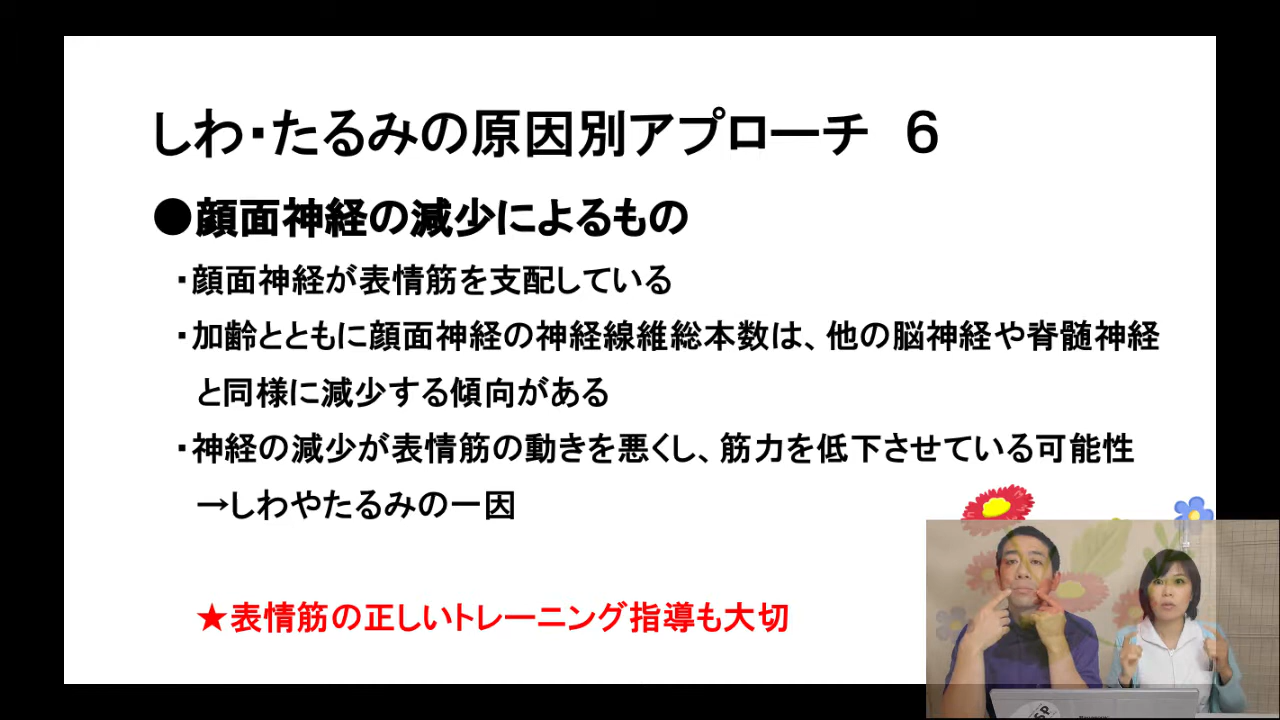 しわ・たるみの原因別アプローチ 6
●顔面神経の減少によるもの
・顔面神経が表情筋を支配している
・加齢とともに顔面神経の神経線維総本数は、他の脳神経や脊髄神経
と同様に減少する傾向がある
・神経の減少が表情筋の動きを悪くし、筋力を低下させている可能性
→しわやたるみの一因
★表情筋の正しいトレーニング指導も大切